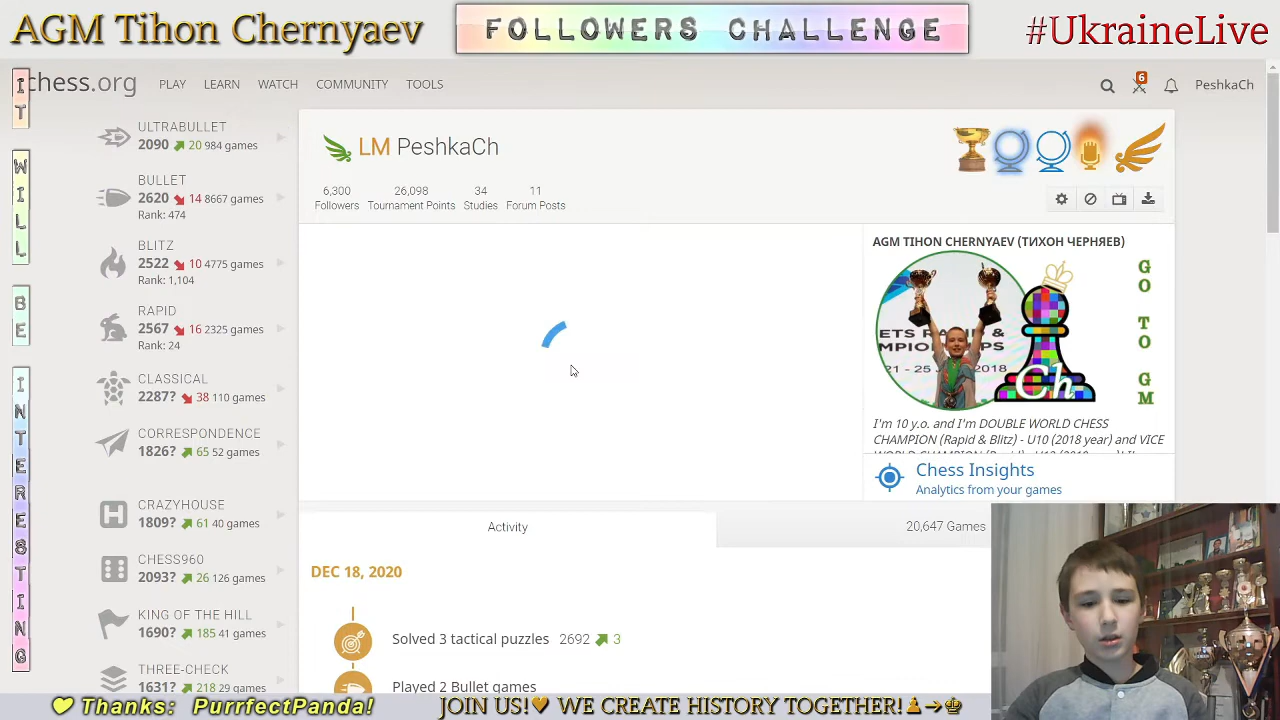 AGM Tihon Chernyaev
FOLLOWERS CHALLENGE
#UkraineLive
IT WILL BE INTERESTING
chess.org
PLAY LEARN WATCH COMMUNITY TOOLS
6
PeshkaCh
ULTRABULLET
2090 20 984 games
BULLET
2620 14 8667 games
Rank: 474
BLITZ
2522 10 4775 games
Rank: 1,104
RAPID
2567 16 2325 games
Rank: 24
CLASSICAL
2287? 38 110 games
CORRESPONDENCE
1826? 65 52 games
CRAZYHOUSE
1809? 61 40 games
CHESS960
2093? 26 126 games
KING OF THE HILL
1690? 185 41 games
THREE-CHECK
1631? 218 29 games
LM PeshkaCh
6,300 26,098 34 11
Followers Tournament Points Studies Forum Posts
AGM TIHON CHERNYAEV (ТИХОН ЧЕРНЯЕВ)
ETS RAPID &
MPIONSHIPS
21 - 25 2018
Ch
GO TO GM
I'm 10 y.o. and I'm DOUBLE WORLD CHESS
CHAMPION (Rapid & Blitz) - U10 (2018 year) and VICE
Chess Insights
Analytics from your games
Activity
20,647 Games
DEC 18, 2020
Solved 3 tactical puzzles 2692 3
Played 2 Bullet games
Thanks: PurrfectPanda!
JOIN US! WE CREATE HISTORY TOGETHER!